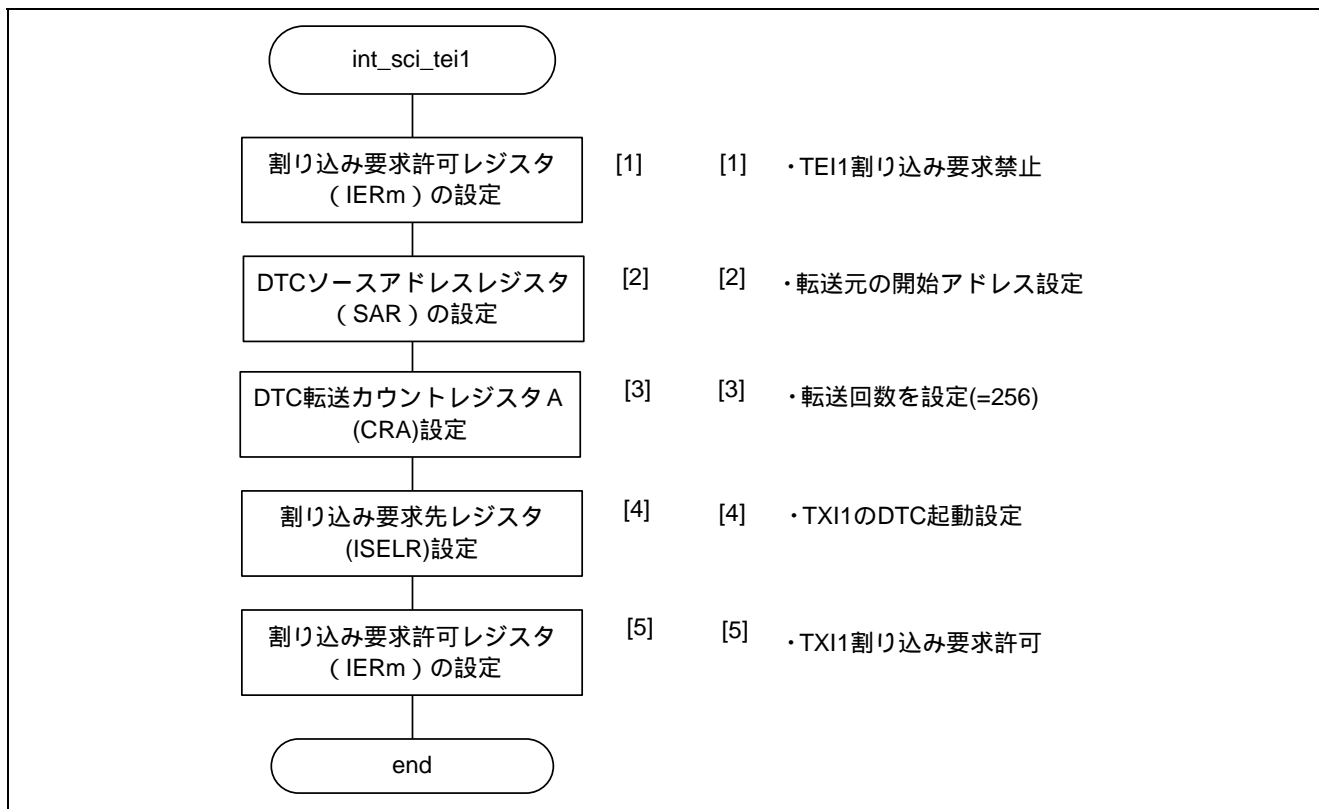 int_sci_tei1
割り込み要求許可レジスタ
（IERm）の設定
[1]
[1] ・TEI1割り込み要求禁止
DTCソースアドレスレジスタ
（SAR）の設定
[2]
[2] ・転送元の開始アドレス設定
DTC転送カウントレジスタA
(CRA)設定
[3]
[3] ・転送回数を設定(=256)
割り込み要求先レジスタ
(ISELR)設定
[4]
[4] ・TXI1のDTC起動設定
割り込み要求許可レジスタ
（IERm）の設定
[5]
[5] ・TXI1割り込み要求許可
end